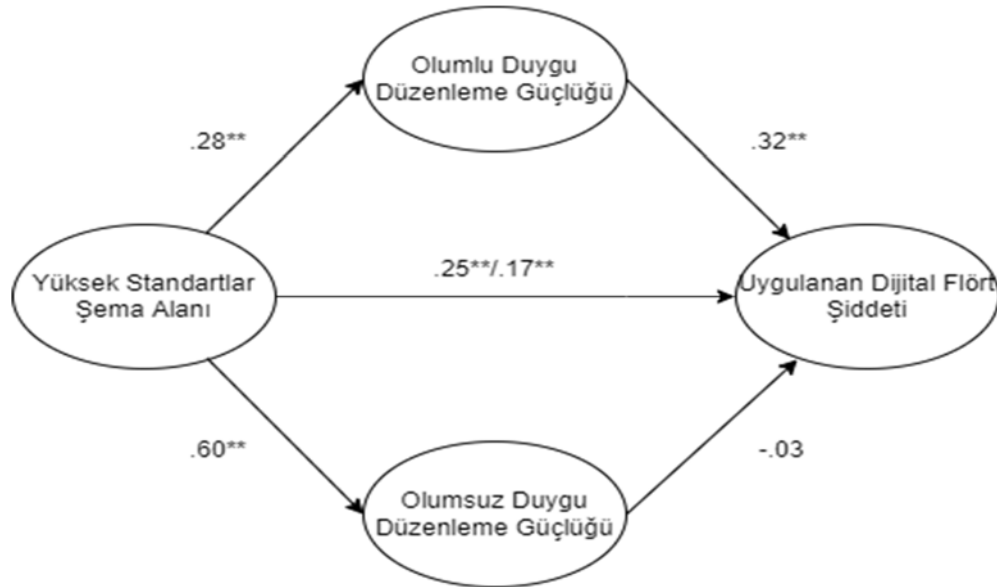 Olumlu Duygu
Düzenleme Güçlüğü
.28**
.32**
Yüksek Standartlar
Şema Alanı
.25**/.17**
Uygulanan Dijital Flört
Şiddeti
.60**
-.03
Olumsuz Duygu
Düzenleme Güçlüğü